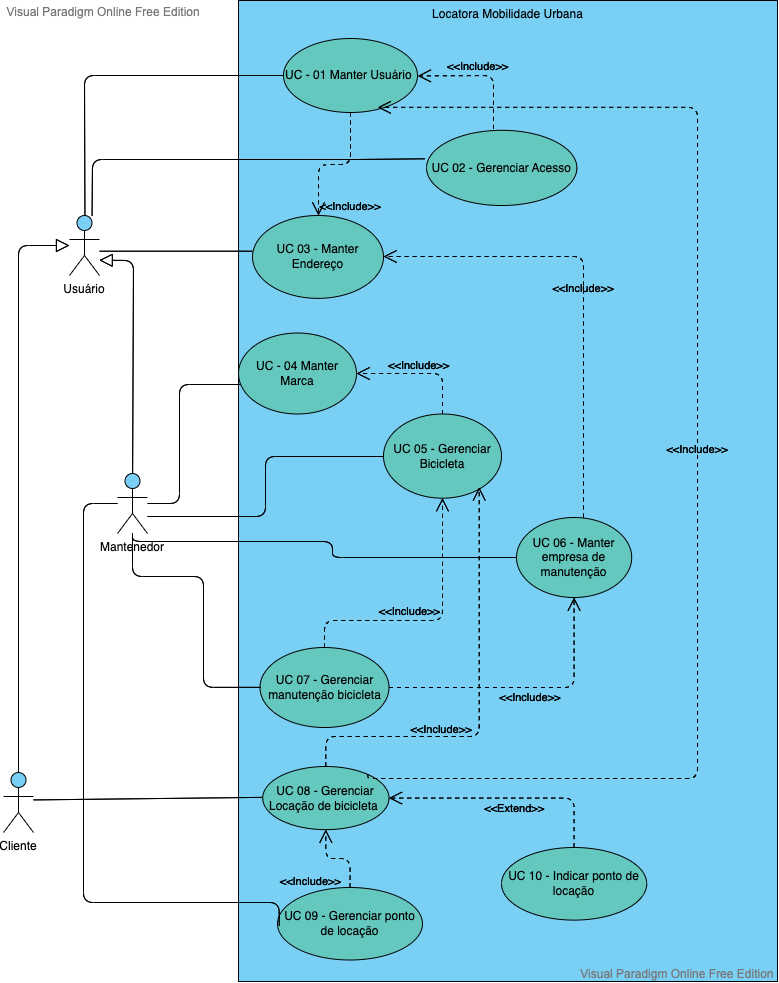 Visual Paradigm Online Free Edition
Locatora Mobilidade Urbana
<<Include>>
UC - 01 Manter Usuário
UC 02 - Gerenciar Acesso
<<Include>>
UC 03 - Manter
Endereço
Usuário
<<Include>>
UC - 04 Manter
Marca
<<Include>>
UC 05 - Gerenciar
Bicicleta
<<Include>>
Mantenedor
UC 06 - Manter
empresa de
manutenção
<<Include>>
UC 07 - Gerenciar
manutenção bicicleta
<<Include>>
<<Include>>
UC 08 - Gerenciar
Locação de bicicleta
<<Extend>>
Cliente
UC 10 - Indicar ponto de
locação
<<Include>>
UC 09 - Gerenciar ponto
de locação
Visual Paradigm Online Free Edition